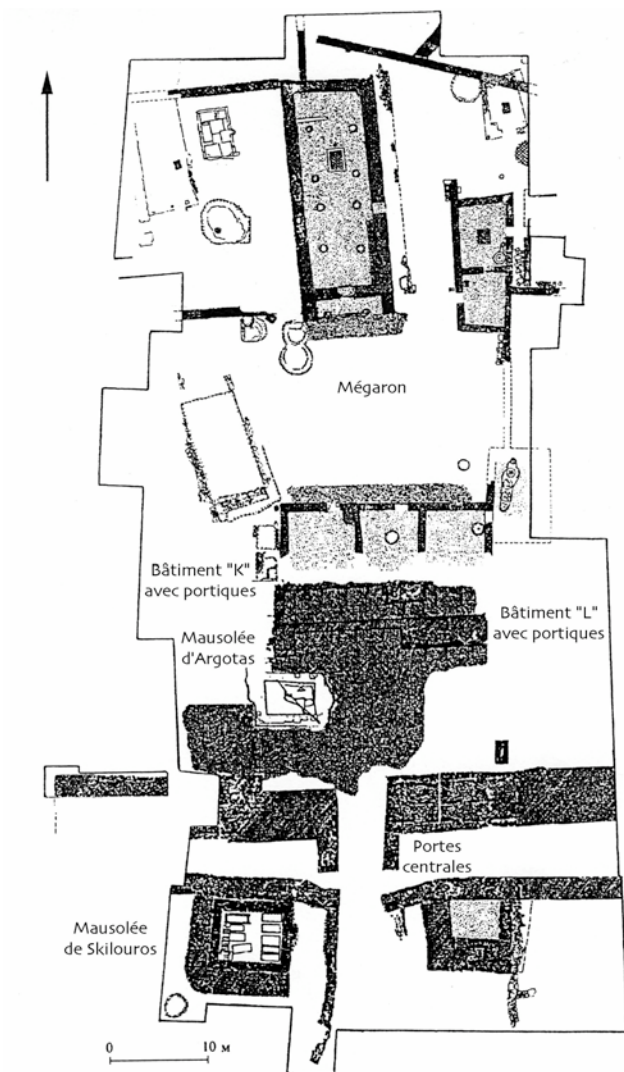 Mégaron
Bâtiment "K"
avec portiques
Bâtiment "L"
avec portiques
Mausolée
d'Argotas
Portes
centrales
Mausolée
de Skilouros
0 10 м